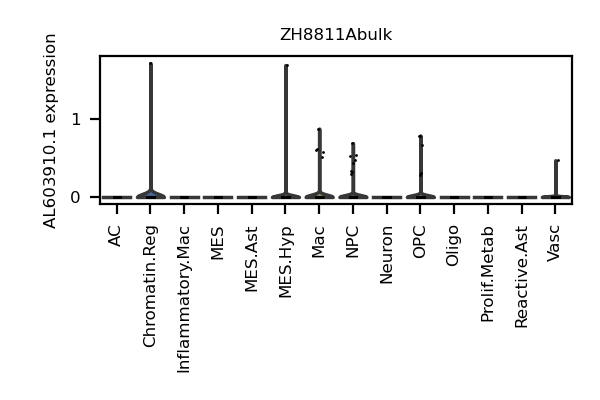 ZH8811Abulk
AL603910.1 expression
1
0
AC
Chromatin.Reg
Inflammatory.Mac
MES
MES.Ast
MES.Hyp
Mac
NPC
Neuron
OPC
Oligo
Prolif.Metab
Reactive.Ast
Vasc